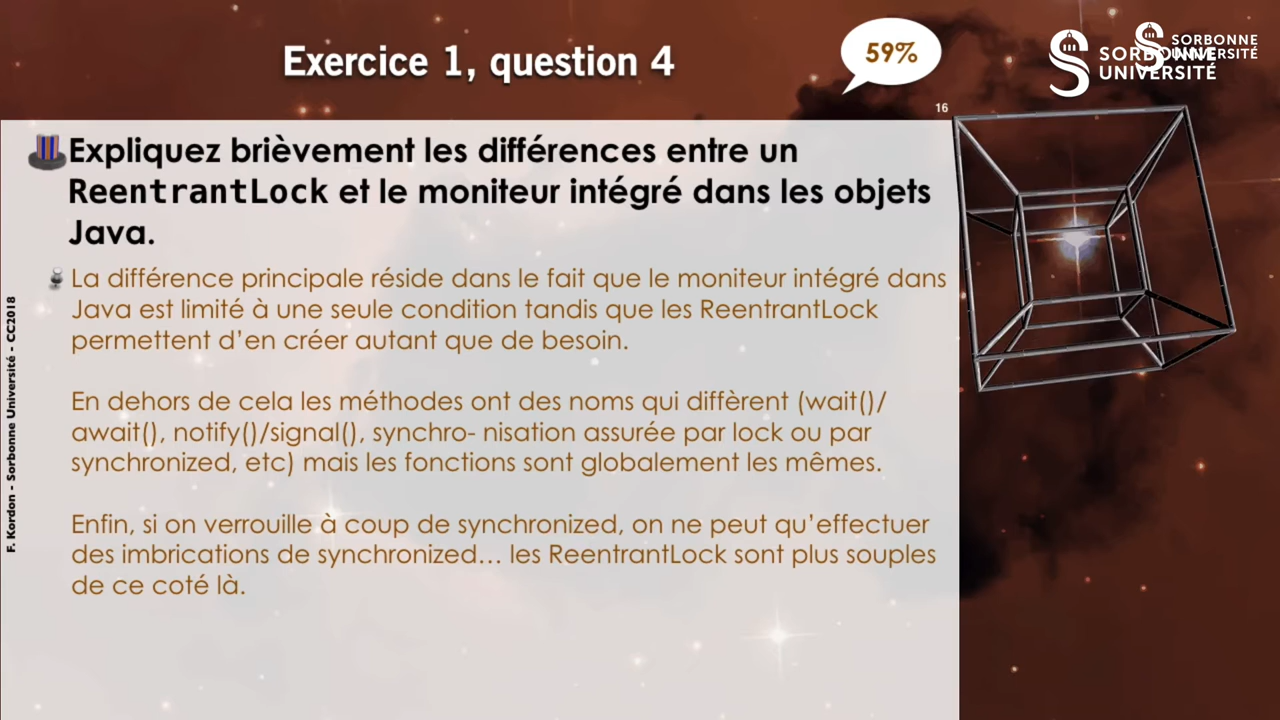 Exercice 1, question 4
59%
SORBONNE
UNIVERSITÉ
SORBONNE
UNIVERSITÉ
16
Expliquez brièvement les différences entre un
ReentrantLock et le moniteur intégré dans les objets
Java.
La différence principale réside dans le fait que le moniteur intégré dans
Java est limité à une seule condition tandis que les ReentrantLock
permettent d’en créer autant que de besoin.
En dehors de cela les méthodes ont des noms qui diffèrent (wait()/
await(), notify()/signal(), synchro- nisation assurée par lock ou par
synchronized, etc) mais les fonctions sont globalement les mêmes.
Enfin, si on verrouille à coup de synchronized, on ne peut qu’effectuer
des imbrications de synchronized… les ReentrantLock sont plus souples
de ce coté là.
F. Kordon - Sorbonne Université - CC2018